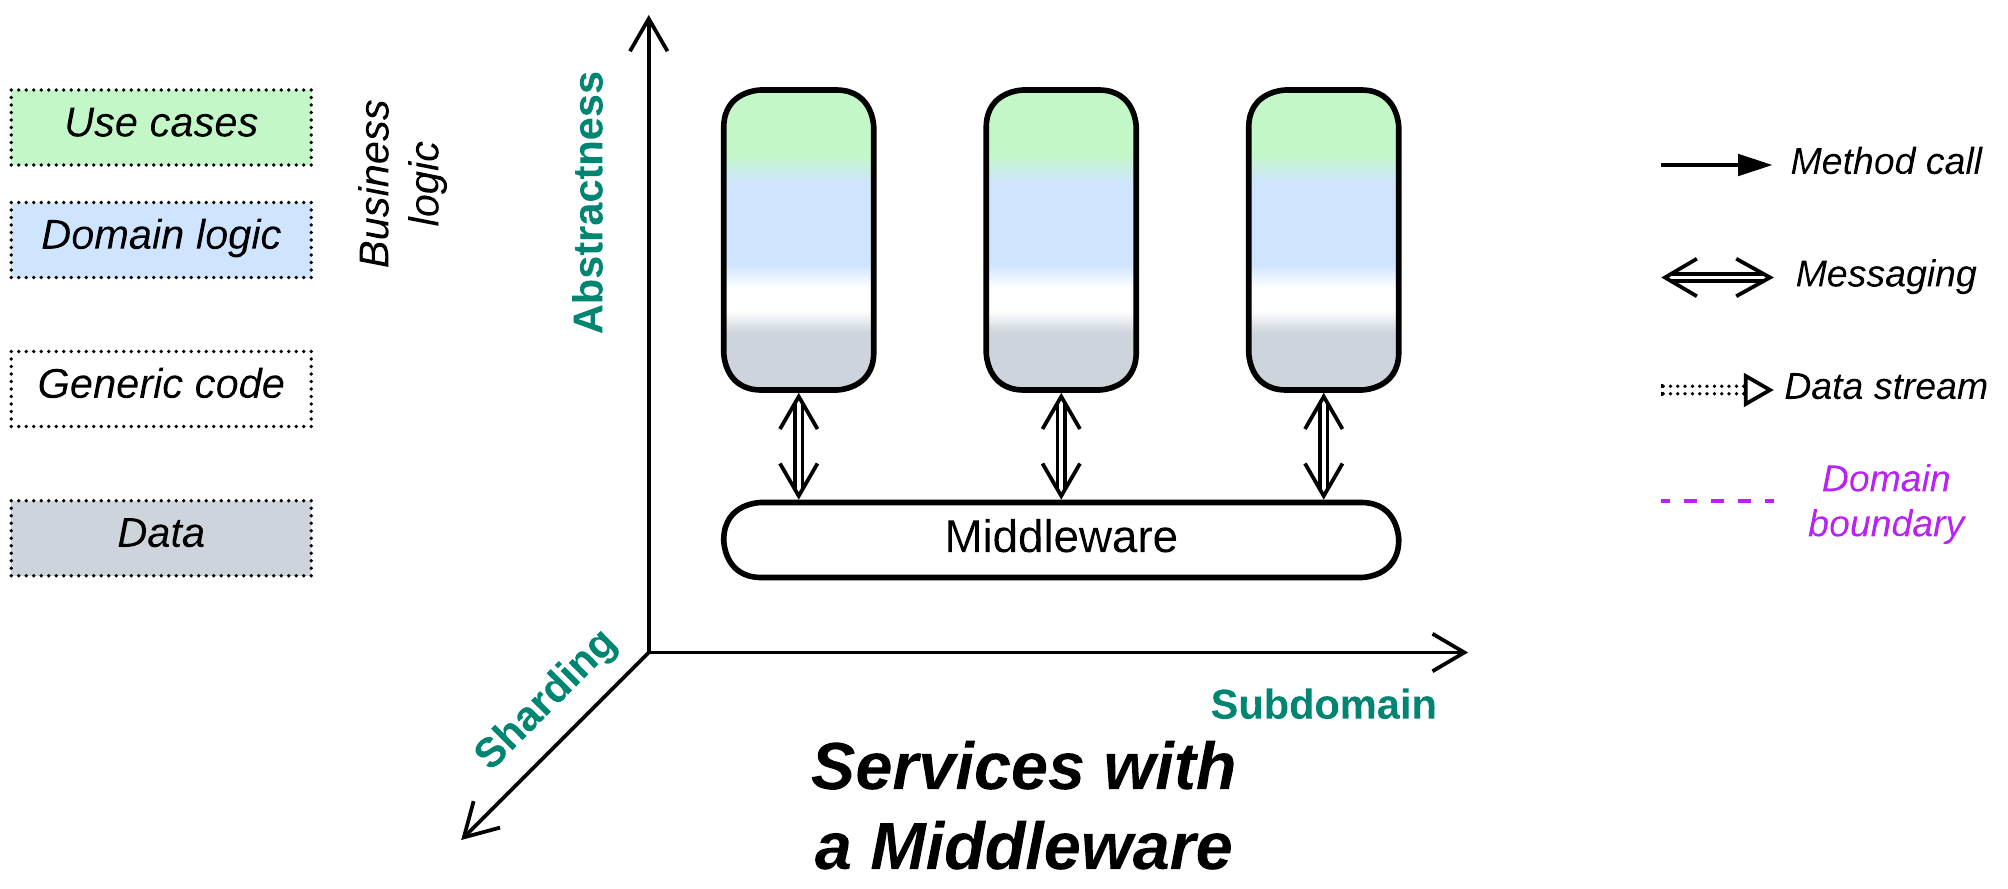 Use cases
Domain logic
Business
logic
Generic code
Data
Abstractness
Sharding
Subdomain
Middleware
Method call
Messaging
Data stream
Domain
boundary
Services with
a Middleware